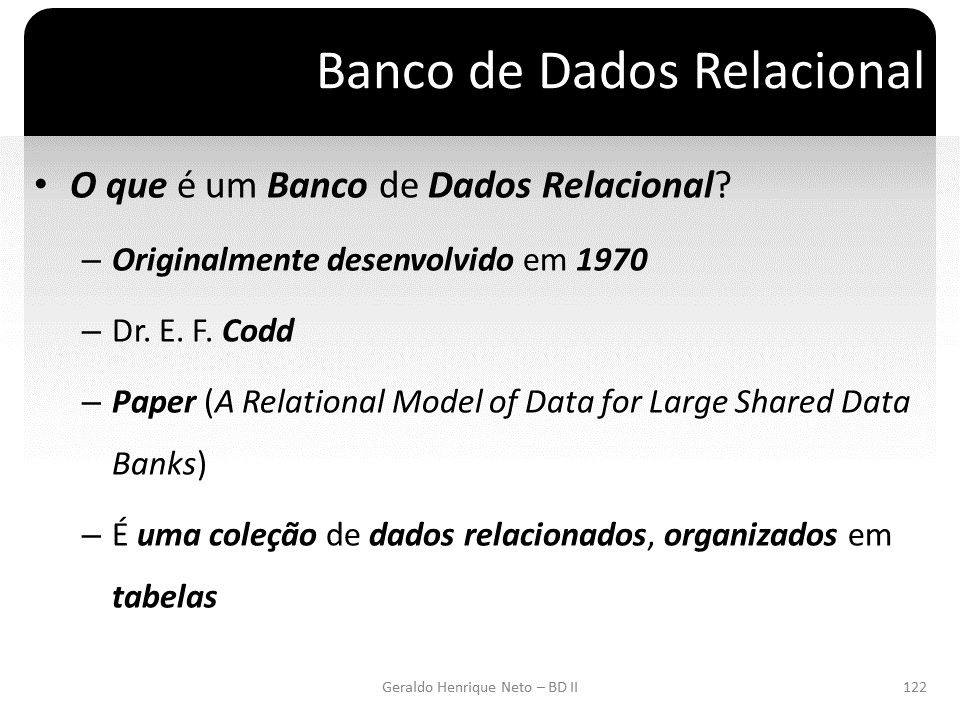 Banco de Dados Relacional
• O que é um Banco de Dados Relacional?
– Originalmente desenvolvido em 1970
– Dr. E. F. Codd
– Paper (A Relational Model of Data for Large Shared Data
Banks)
– É uma coleção de dados relacionados, organizados em
tabelas
Geraldo Henrique Neto – BD II
122